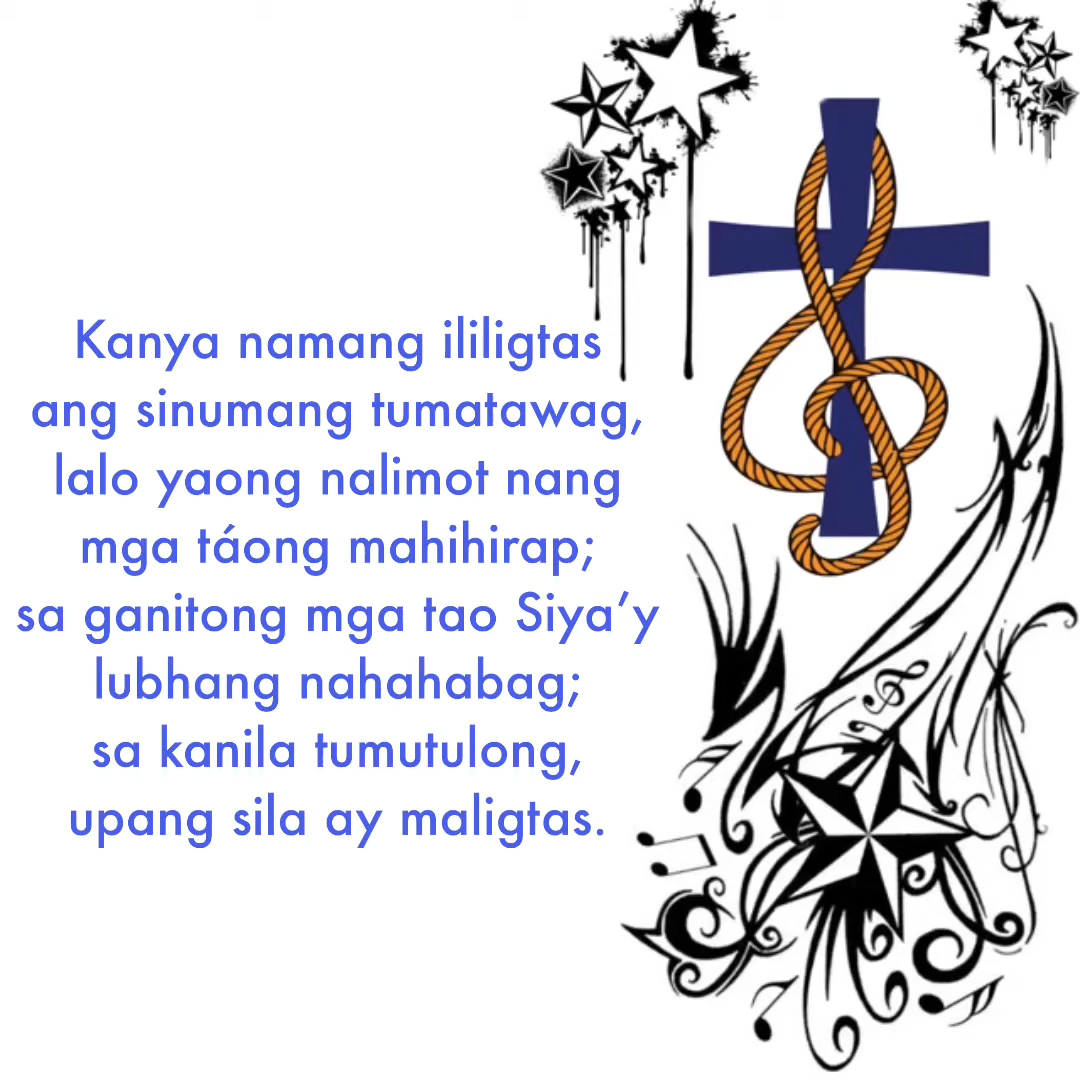 Kanya namang ililigtas
ang sinumang tumatawag,
lalo yaong nalimot nang
mga táong mahihirap;
sa ganitong mga tao Siya’y
lubhang nahahabag;
sa kanila tumutulong,
upang sila ay maligtas.